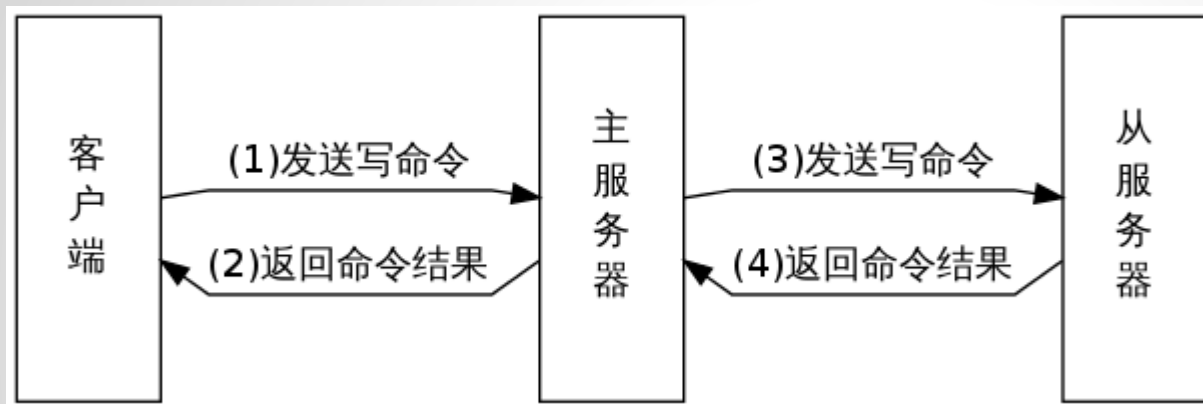 客户端
(1)发送写命令
(2)返回命令结果
主服务器
(3)发送写命令
(4)返回命令结果
从服务器